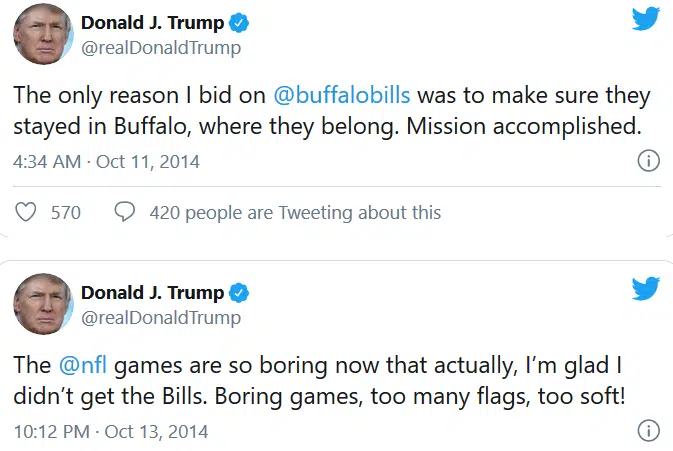 Donald J. Trump
@realDonaldTrump
The only reason I bid on @buffalobills was to make sure they
stayed in Buffalo, where they belong. Mission accomplished.
4:34 AM · Oct 11, 2014
570 420 people are Tweeting about this
Donald J. Trump
@realDonaldTrump
The @nfl games are so boring now that actually, I’m glad I
didn’t get the Bills. Boring games, too many flags, too soft!
10:12 PM · Oct 13, 2014